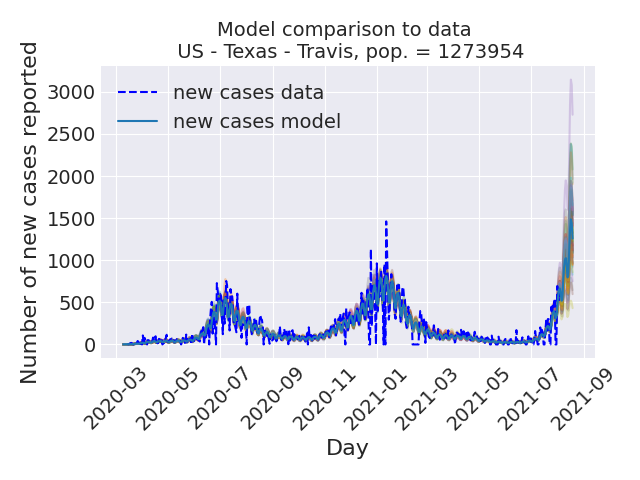 Model comparison to data
US - Texas - Travis, pop. = 1273954
Number of new cases reported
3000
2500
2000
1500
1000
500
0
new cases data
new cases model
2020-03
2020-05
2020-07
2020-09
2020-11
2021-01
2021-03
2021-05
2021-07
2021-09
Day